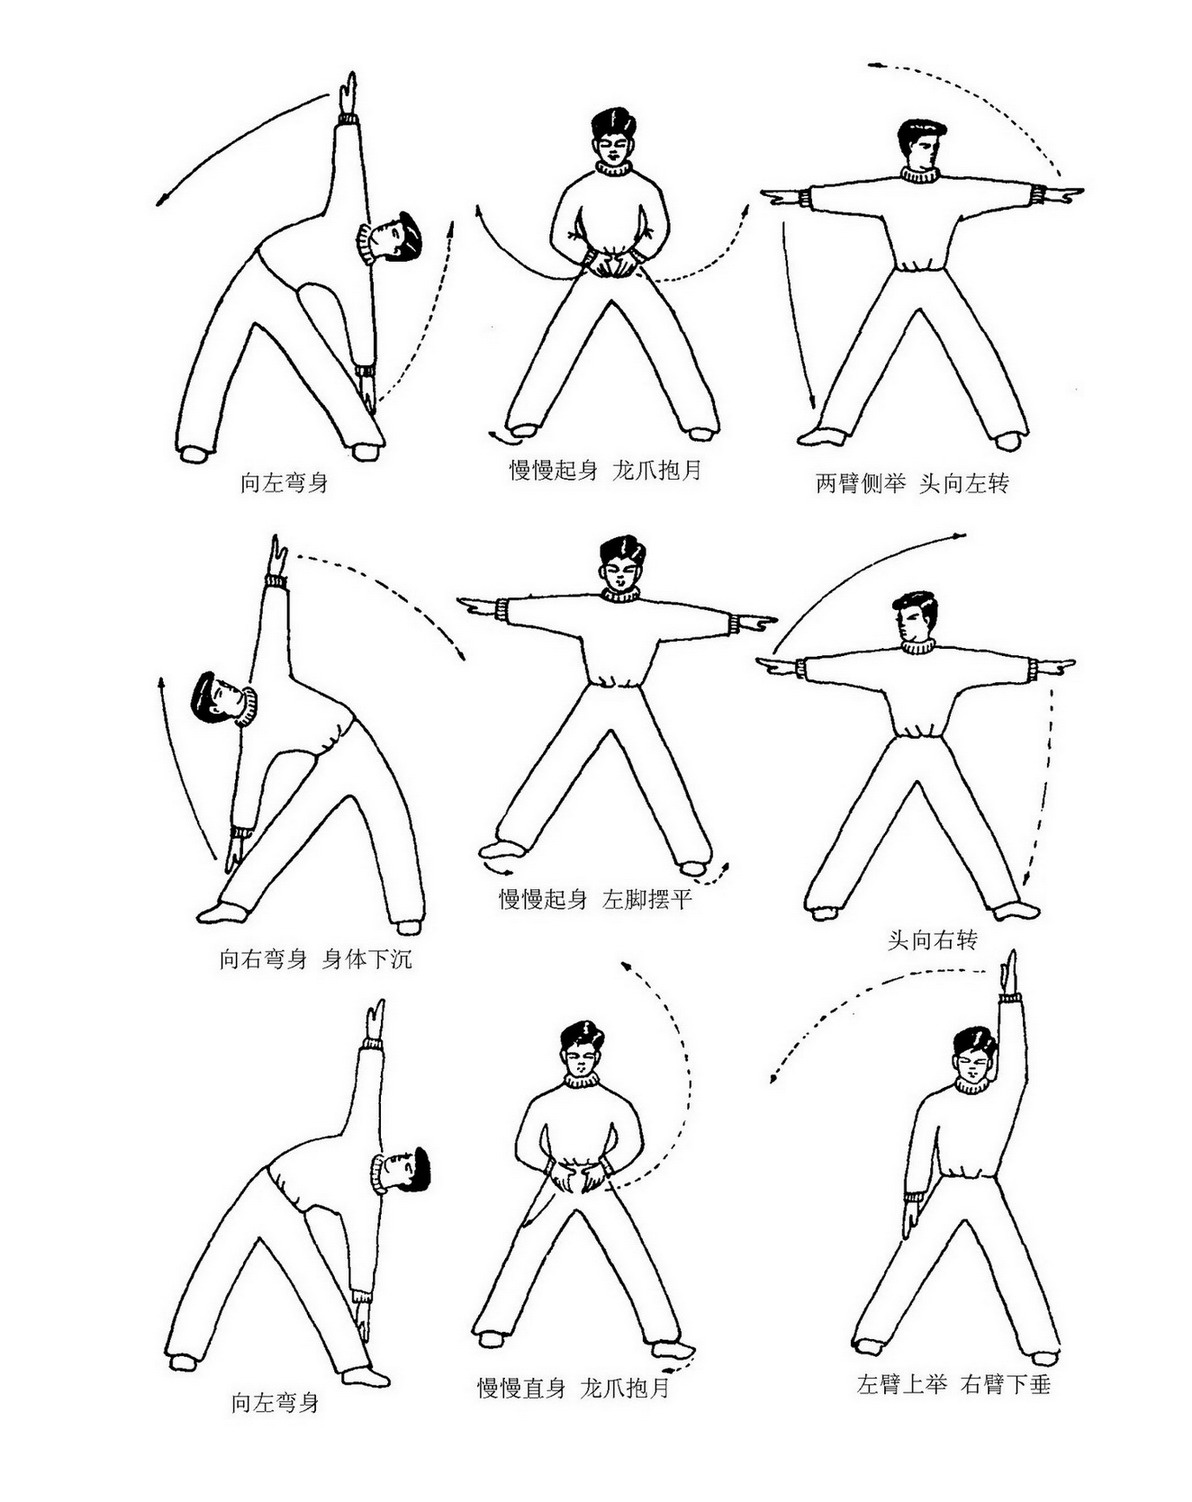 向左弯身
慢慢起身 龙爪抱月
两臂侧举 头向左转
向右弯身 身体下沉
慢慢起身 左脚摆平
头向右转
向左弯身
慢慢直身 龙爪抱月
左臂上举 右臂下垂